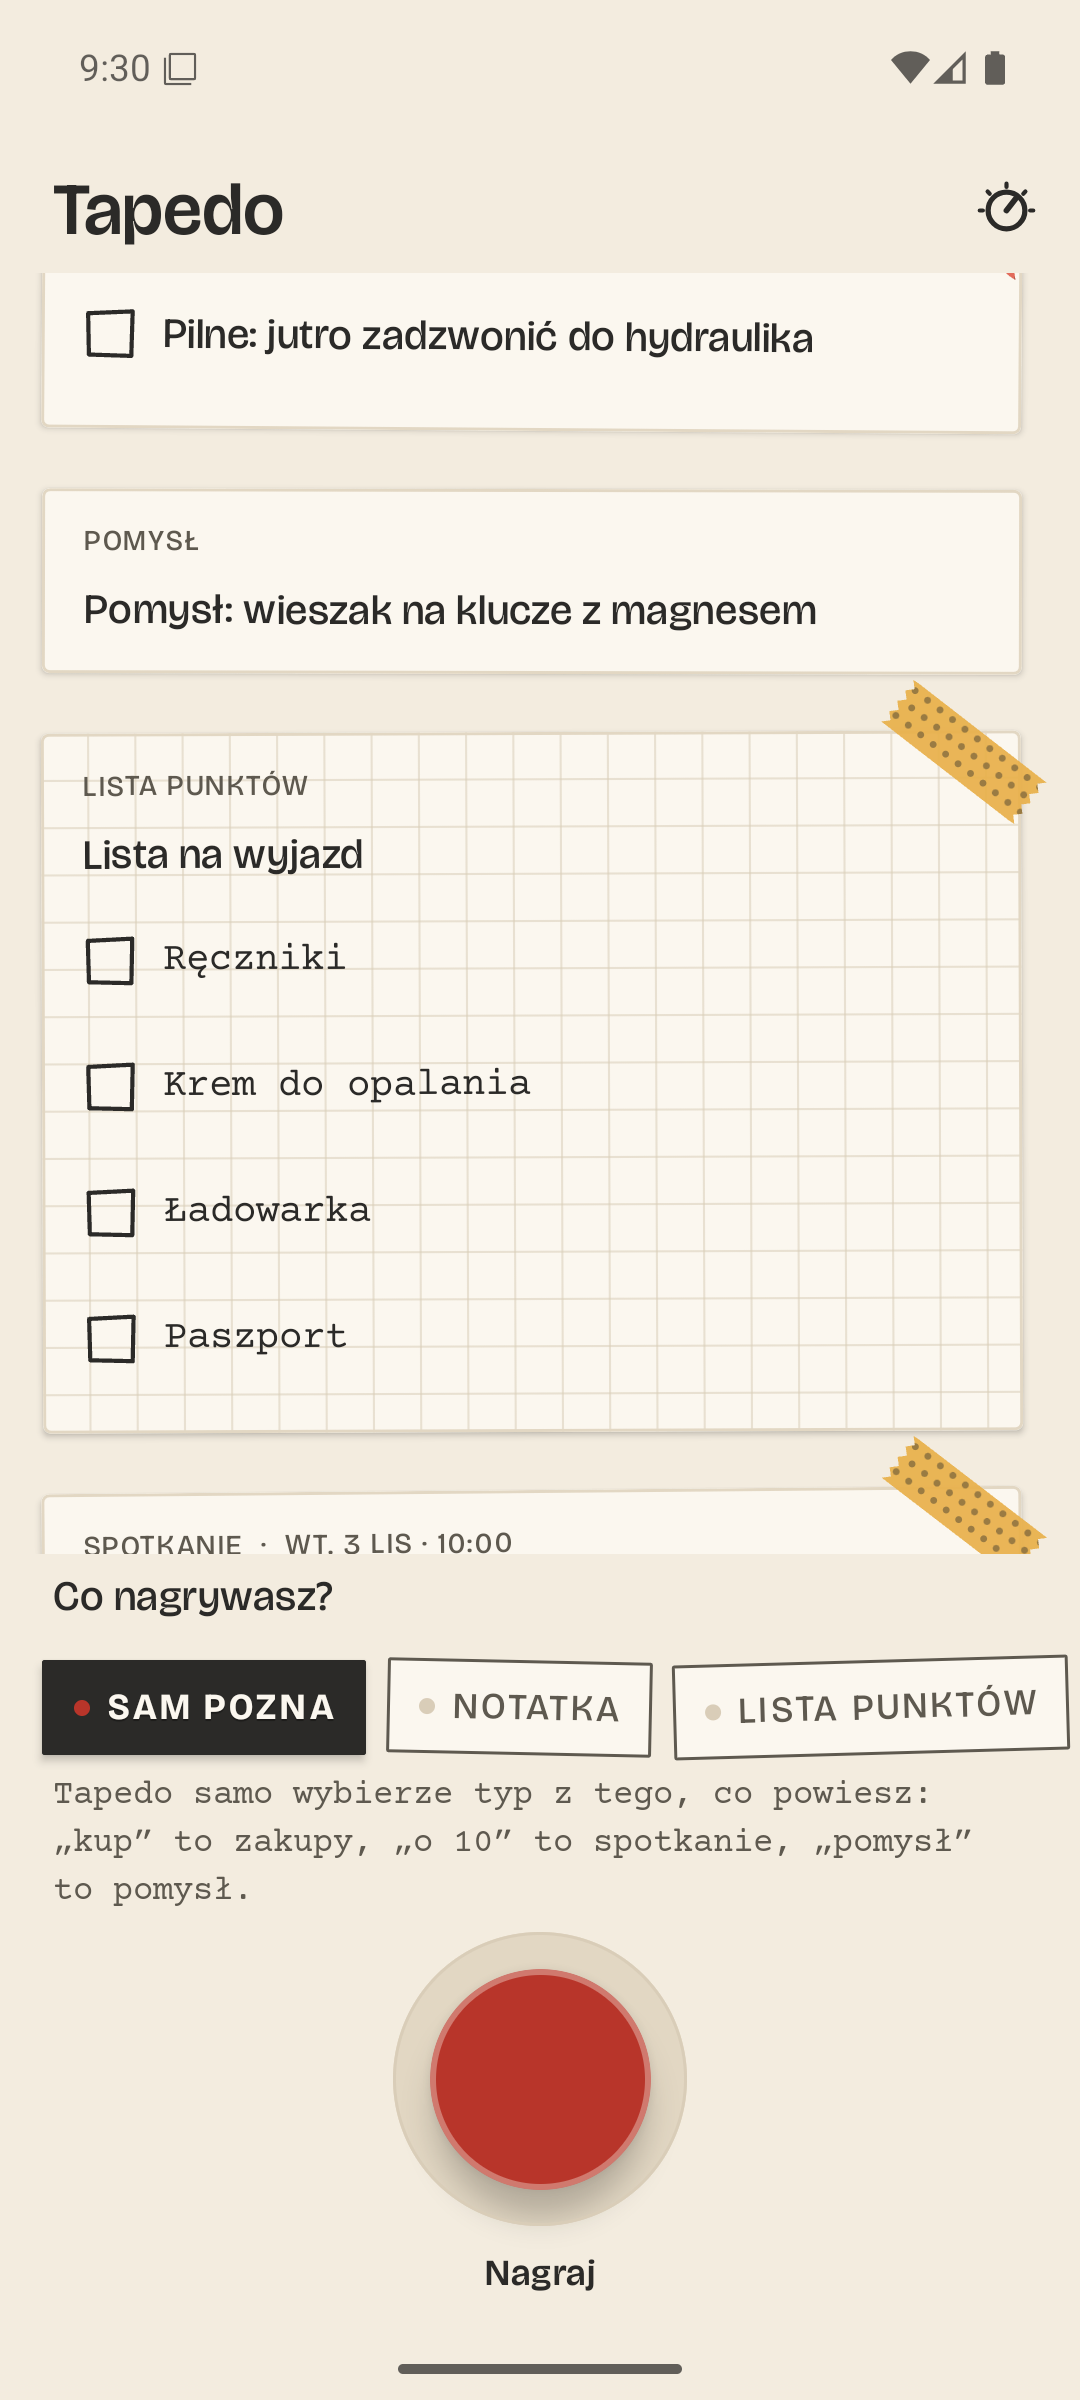 9:30
Tapedo
Pilne: jutro zadzwonić do hydraulika
POMYSŁ
Pomysł: wieszak na klucze z magnesem
LISTA PUNKTÓW
Lista na wyjazd
Ręczniki
Krem do opalania
Ładowarka
Paszport
SPOTKANIE · WT. 3 LIS · 10:00
Co nagrywasz?
SAM POZNA
NOTATKA
LISTA PUNKTÓW
Tapedo samo wybierze typ z tego, co powiesz:
„kup” to zakupy, „o 10” to spotkanie, „pomysł”
to pomysł.
Nagraj